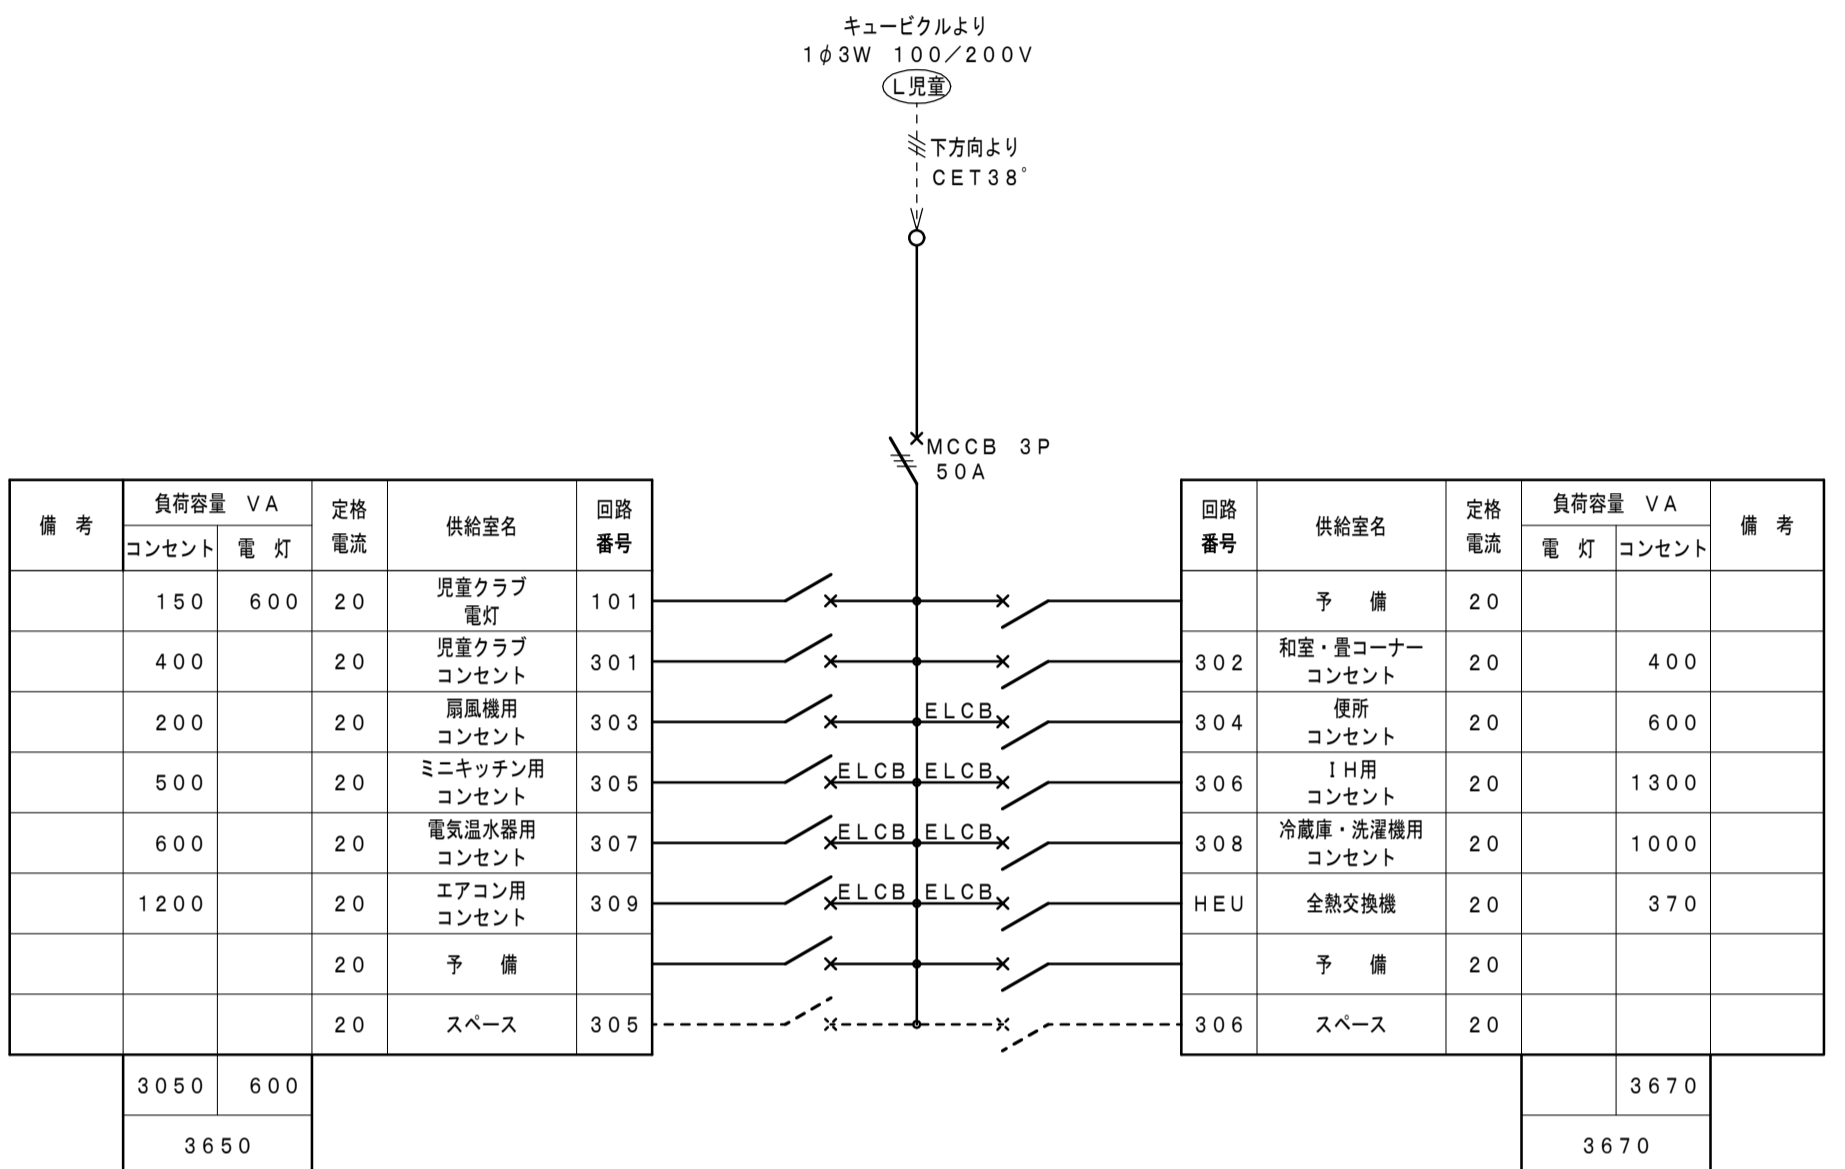 キュービクルより
1φ3W 100/200V
L児童
下方向より
CET38°
MCCB 3P
50A
備考 負荷容量 VA 定格電流 供給室名 回路番号
コンセント 電灯
150 600 20 児童クラブ 電灯 101
400 20 児童クラブ コンセント 301
200 20 扇風機用 コンセント 303
500 20 ミニキッチン用 コンセント 305 ELCB
600 20 電気温水器用 コンセント 307 ELCB
1200 20 エアコン用 コンセント 309 ELCB
20 予備
20 スペース 305
3050 600
3650
回路番号 供給室名 定格電流 負荷容量 VA 備考
電灯 コンセント
予備 20
302 和室・畳コーナー コンセント 20 400
ELCB 304 便所 コンセント 20 600
ELCB 306 IH用 コンセント 20 1300
ELCB 308 冷蔵庫・洗濯機用 コンセント 20 1000
ELCB HEU 全熱交換機 20 370
予備 20
306 スペース 20
3670
3670